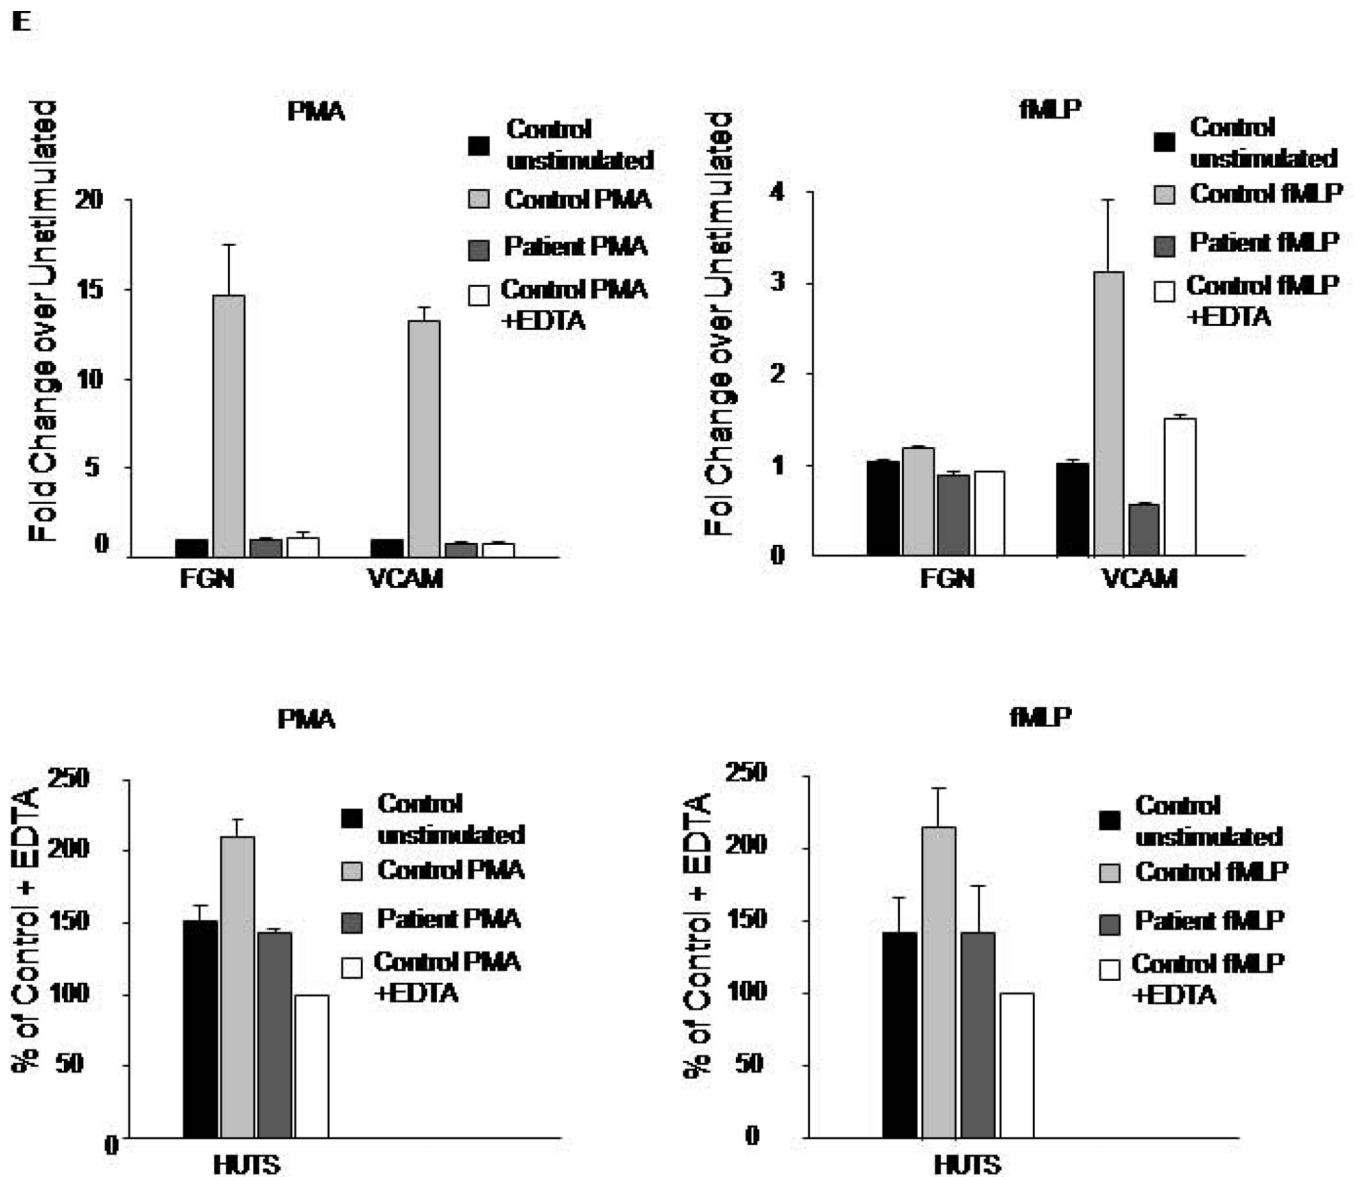 E
PMA
Fold Change over Unstimulated
20
15
10
5
0
FGN
VCAM
Control
unstimulated
Control PMA
Patient PMA
Control PMA
+EDTA
fMLP
Fol Change over Unstimulated
4
3
2
1
0
FGN
VCAM
Control
unstimulated
Control fMLP
Patient fMLP
Control fMLP
+EDTA
PMA
% of Control + EDTA
250
200
150
100
50
0
HUTS
Control
unstimulated
Control PMA
Patient PMA
Control PMA
+EDTA
fMLP
% of Control + EDTA
250
200
150
100
50
0
HUTS
Control
unstimulated
Control fMLP
Patient fMLP
Control fMLP
+EDTA